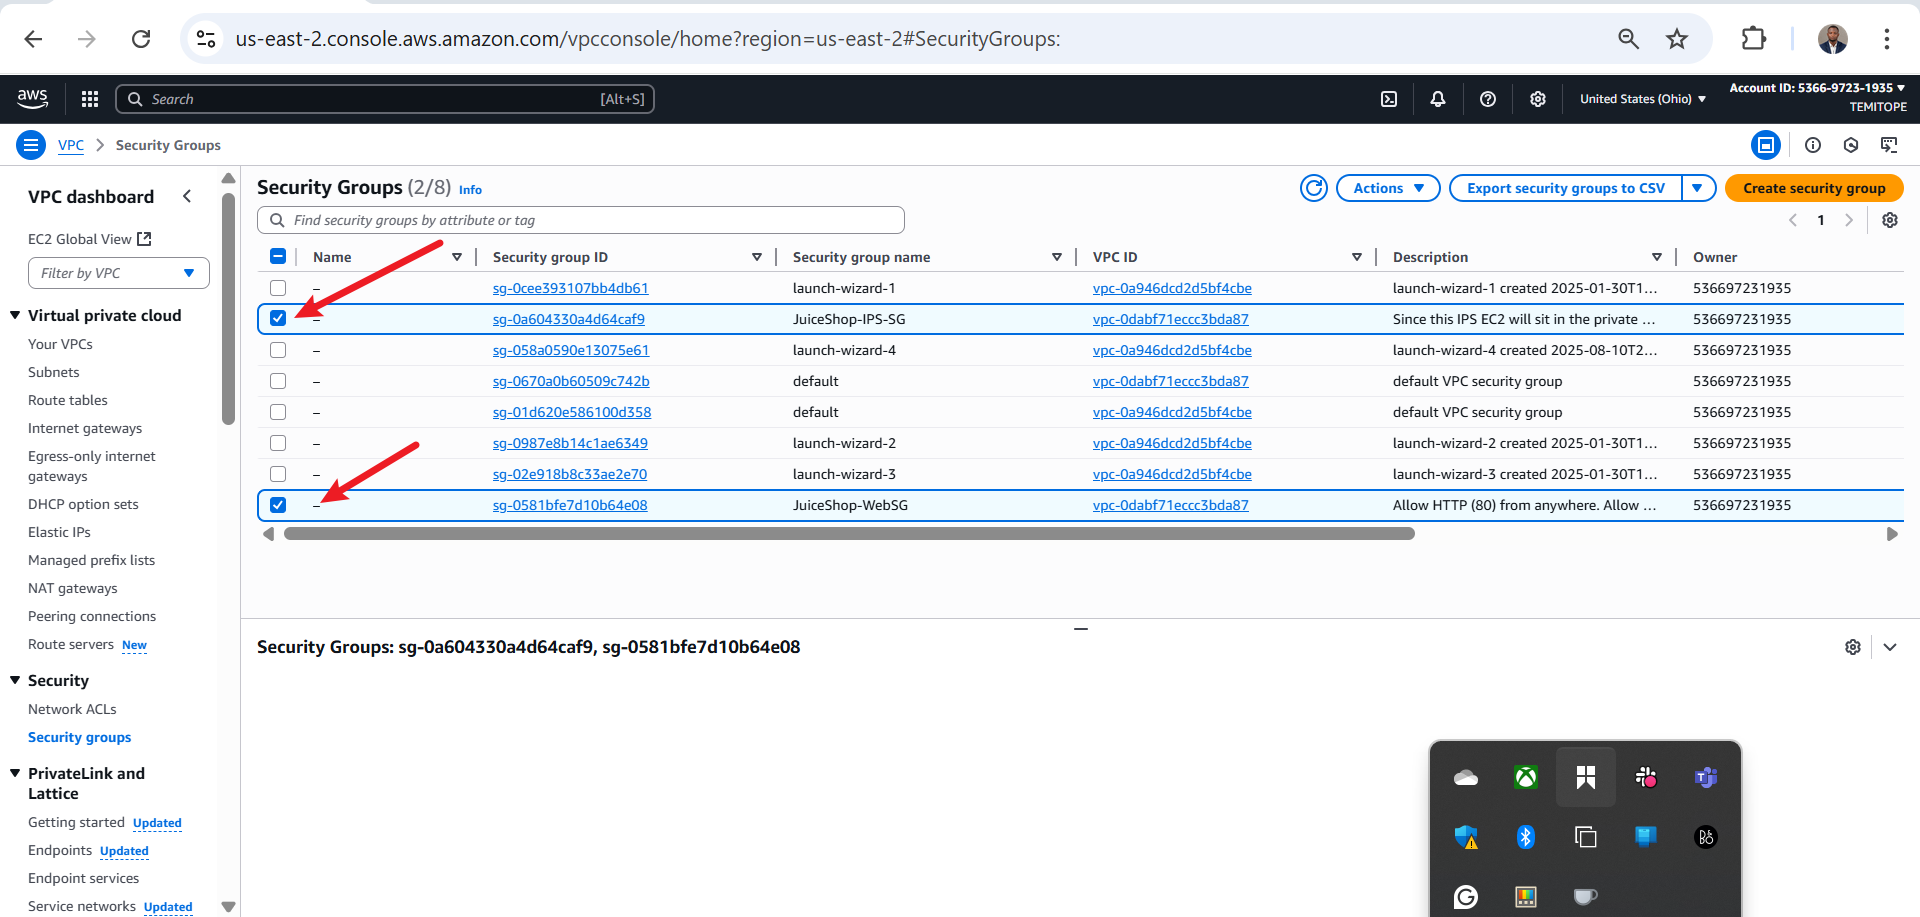 us-east-2.console.aws.amazon.com/vpcconsole/home?region=us-east-2#SecurityGroups:
aws
Search
[Alt+S]
United States (Ohio)
Account ID: 5366-9723-1935
TEMITOPE
VPC
Security Groups
VPC dashboard
EC2 Global View
Filter by VPC
Virtual private cloud
Your VPCs
Subnets
Route tables
Internet gateways
Egress-only internet
gateways
DHCP option sets
Elastic IPs
Managed prefix lists
NAT gateways
Peering connections
Route servers New
Security
Network ACLs
Security groups
PrivateLink and
Lattice
Getting started Updated
Endpoints Updated
Endpoint services
Service networks Updated
Security Groups (2/8) Info
Actions
Export security groups to CSV
Create security group
Find security groups by attribute or tag
1
Name Security group ID Security group name VPC ID Description Owner
– sg-0cee393107bb4db61 launch-wizard-1 vpc-0a946dcd2d5bf4cbe launch-wizard-1 created 2025-01-30T1... 536697231935
– sg-0a604330a4d64caf9 JuiceShop-IPS-SG vpc-0dabf71eccc3bda87 Since this IPS EC2 will sit in the private ... 536697231935
– sg-058a0590e13075e61 launch-wizard-4 vpc-0a946dcd2d5bf4cbe launch-wizard-4 created 2025-08-10T2... 536697231935
– sg-0670a0b60509c742b default vpc-0dabf71eccc3bda87 default VPC security group 536697231935
– sg-01d620e586100d358 default vpc-0a946dcd2d5bf4cbe default VPC security group 536697231935
– sg-0987e8b14c1ae6349 launch-wizard-2 vpc-0a946dcd2d5bf4cbe launch-wizard-2 created 2025-01-30T1... 536697231935
– sg-02e918b8c33ae2e70 launch-wizard-3 vpc-0a946dcd2d5bf4cbe launch-wizard-3 created 2025-01-30T1... 536697231935
– sg-0581bfe7d10b64e08 JuiceShop-WebSG vpc-0dabf71eccc3bda87 Allow HTTP (80) from anywhere. Allow ... 536697231935
Security Groups: sg-0a604330a4d64caf9, sg-0581bfe7d10b64e08